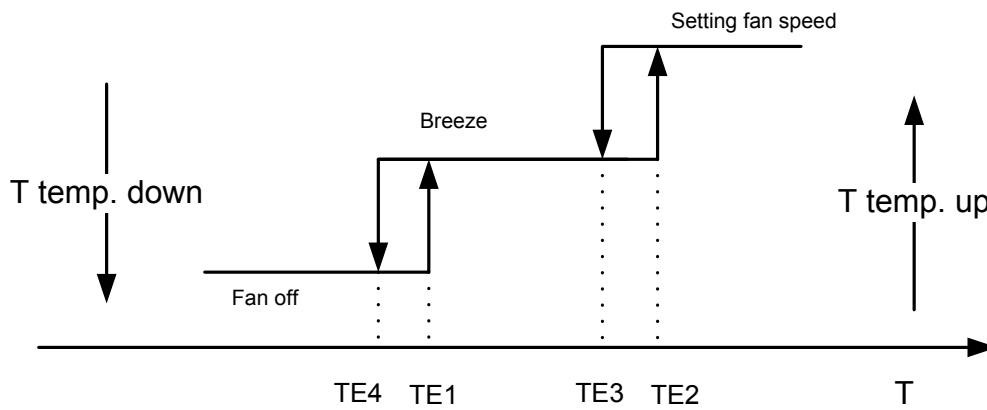 Setting fan speed
Breeze
T temp. down
T temp. up
Fan off
TE4 TE1 TE3 TE2 T